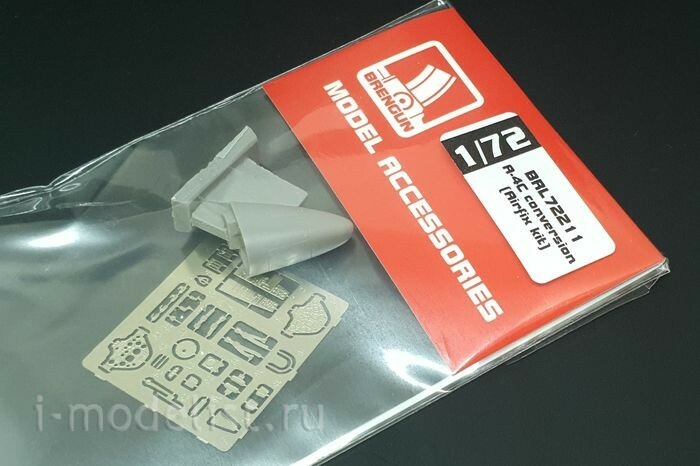 BRENGUN
MODEL ACCESSORIES
1/72
BRL72211
A-4C conversion
(Airfix kit)
i-modelist.ru